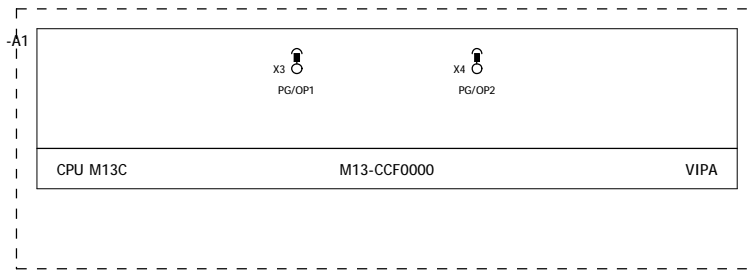 -A1
X3 X4
PG/OP1 PG/OP2
CPU M13C M13-CCF0000 VIPA